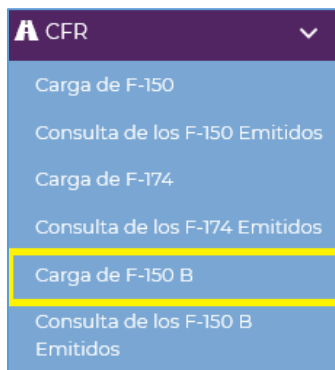 CFR
Carga de F-150
Consulta de los F-150 Emitidos
Carga de F-174
Consulta de los F-174 Emitidos
Carga de F-150 B
Consulta de los F-150 B
Emitidos